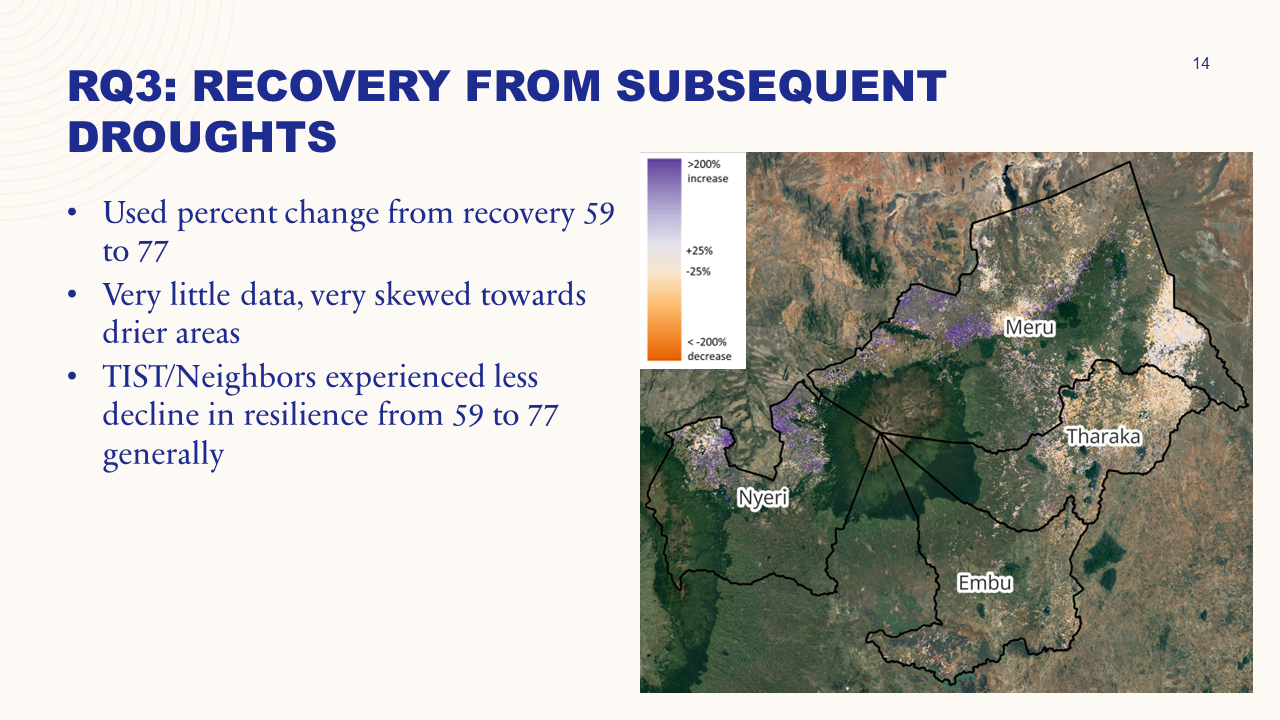 14
RQ3: RECOVERY FROM SUBSEQUENT
DROUGHTS
• Used percent change from recovery 59
to 77
• Very little data, very skewed towards
drier areas
• TIST/Neighbors experienced less
decline in resilience from 59 to 77
generally
>200%
increase
+25%
-25%
< -200%
decrease
Meru
Tharaka
Nyeri
Embu